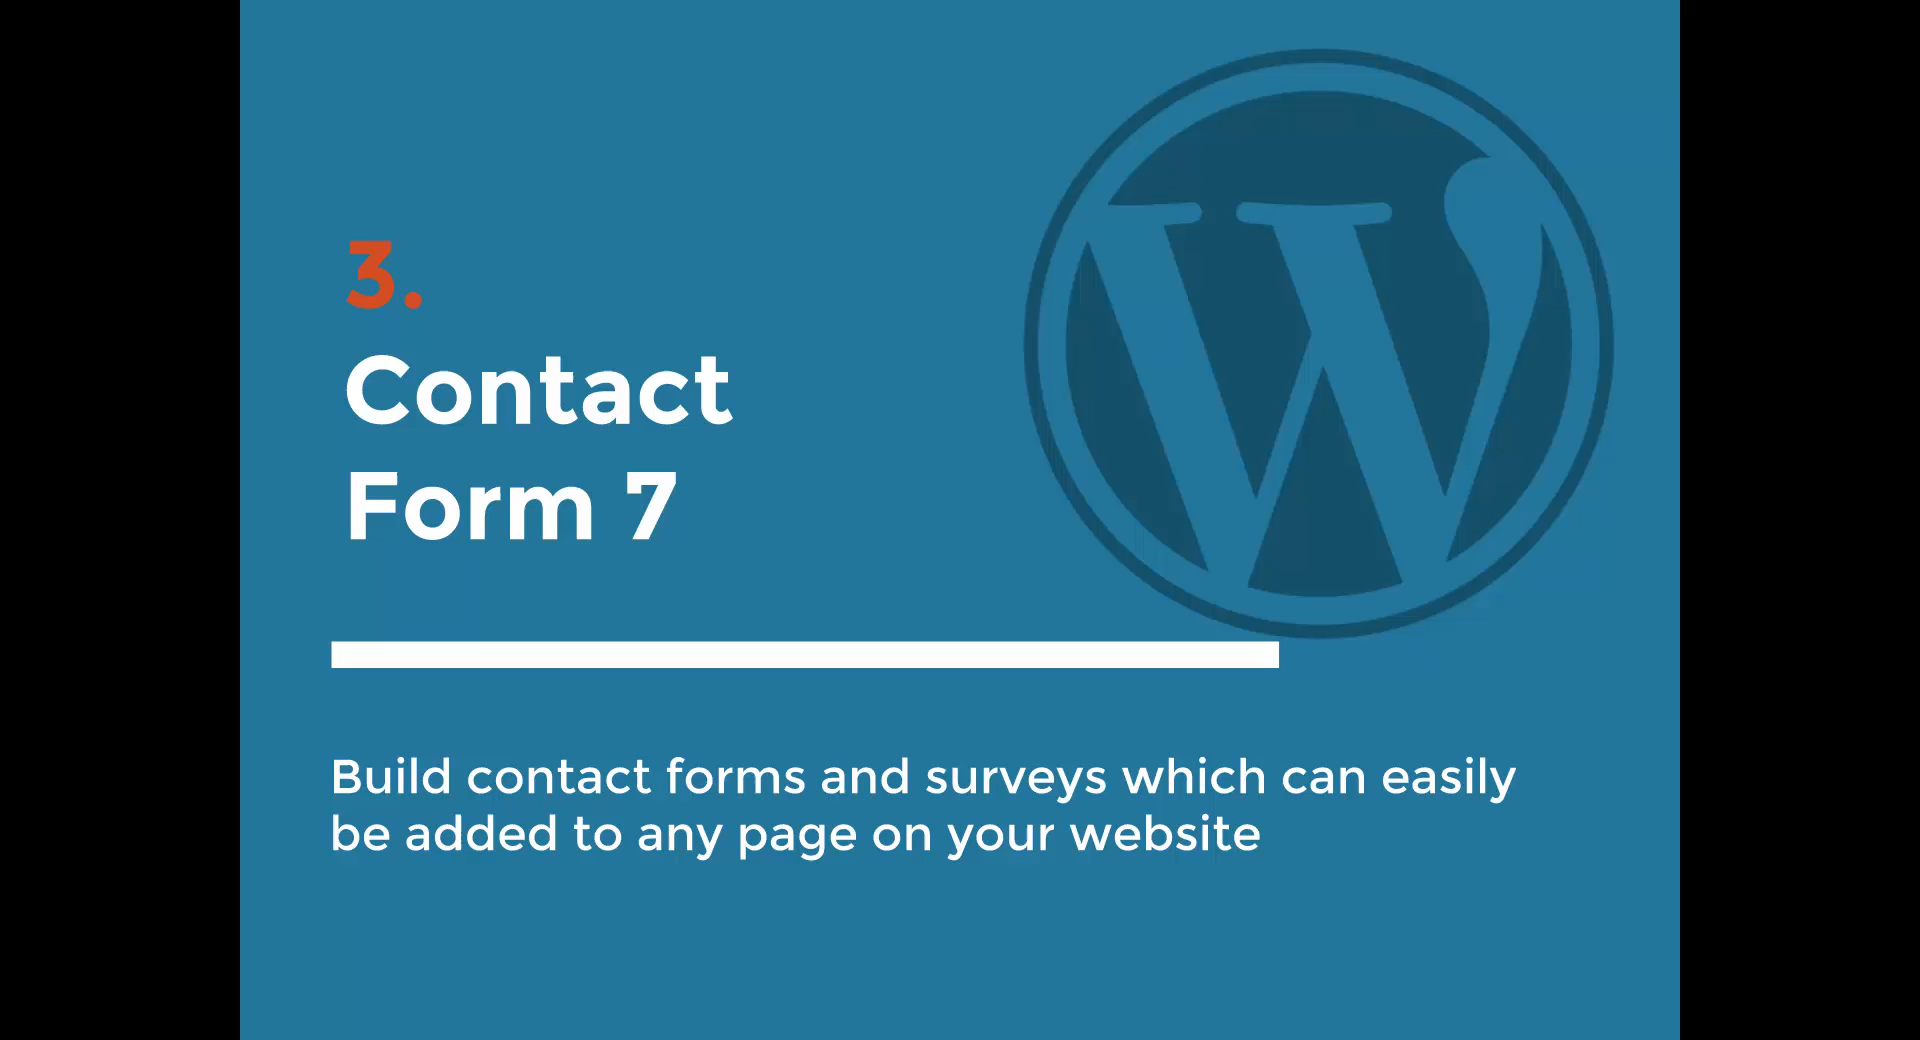 3.
Contact
Form 7
Build contact forms and surveys which can easily
be added to any page on your website